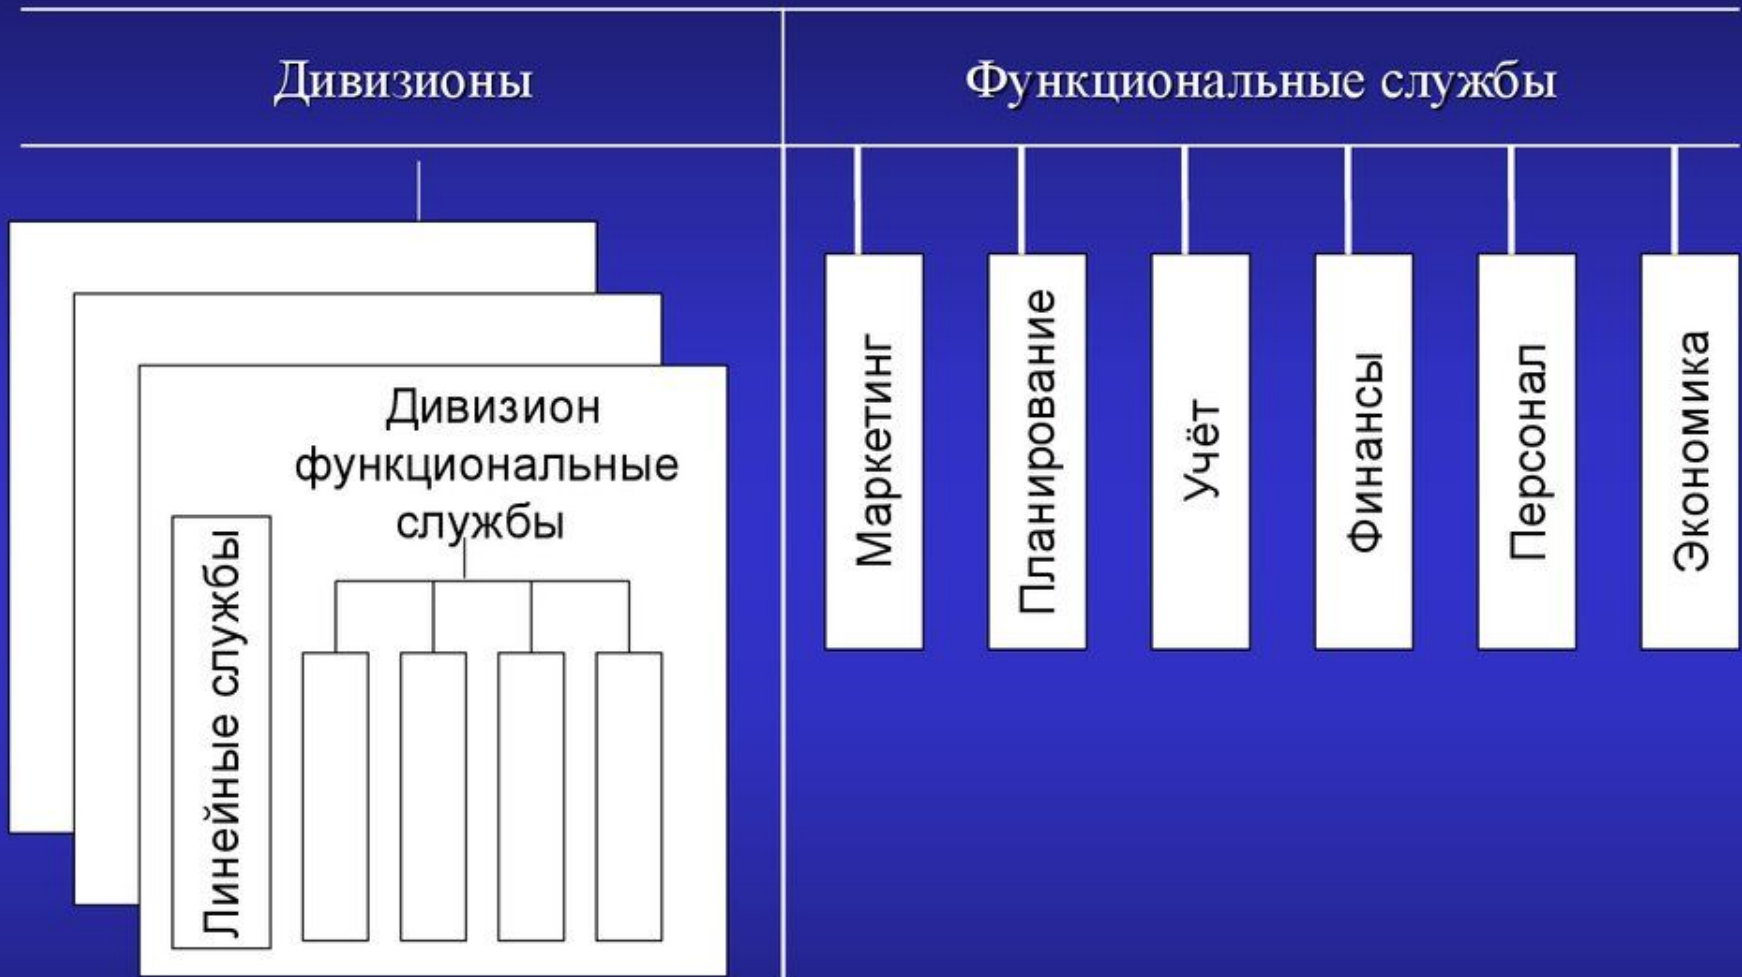 Дивизионы
Функциональные службы
Дивизион
функциональные
службы
Линейные службы
Маркетинг
Планирование
Учёт
Финансы
Персонал
Экономика